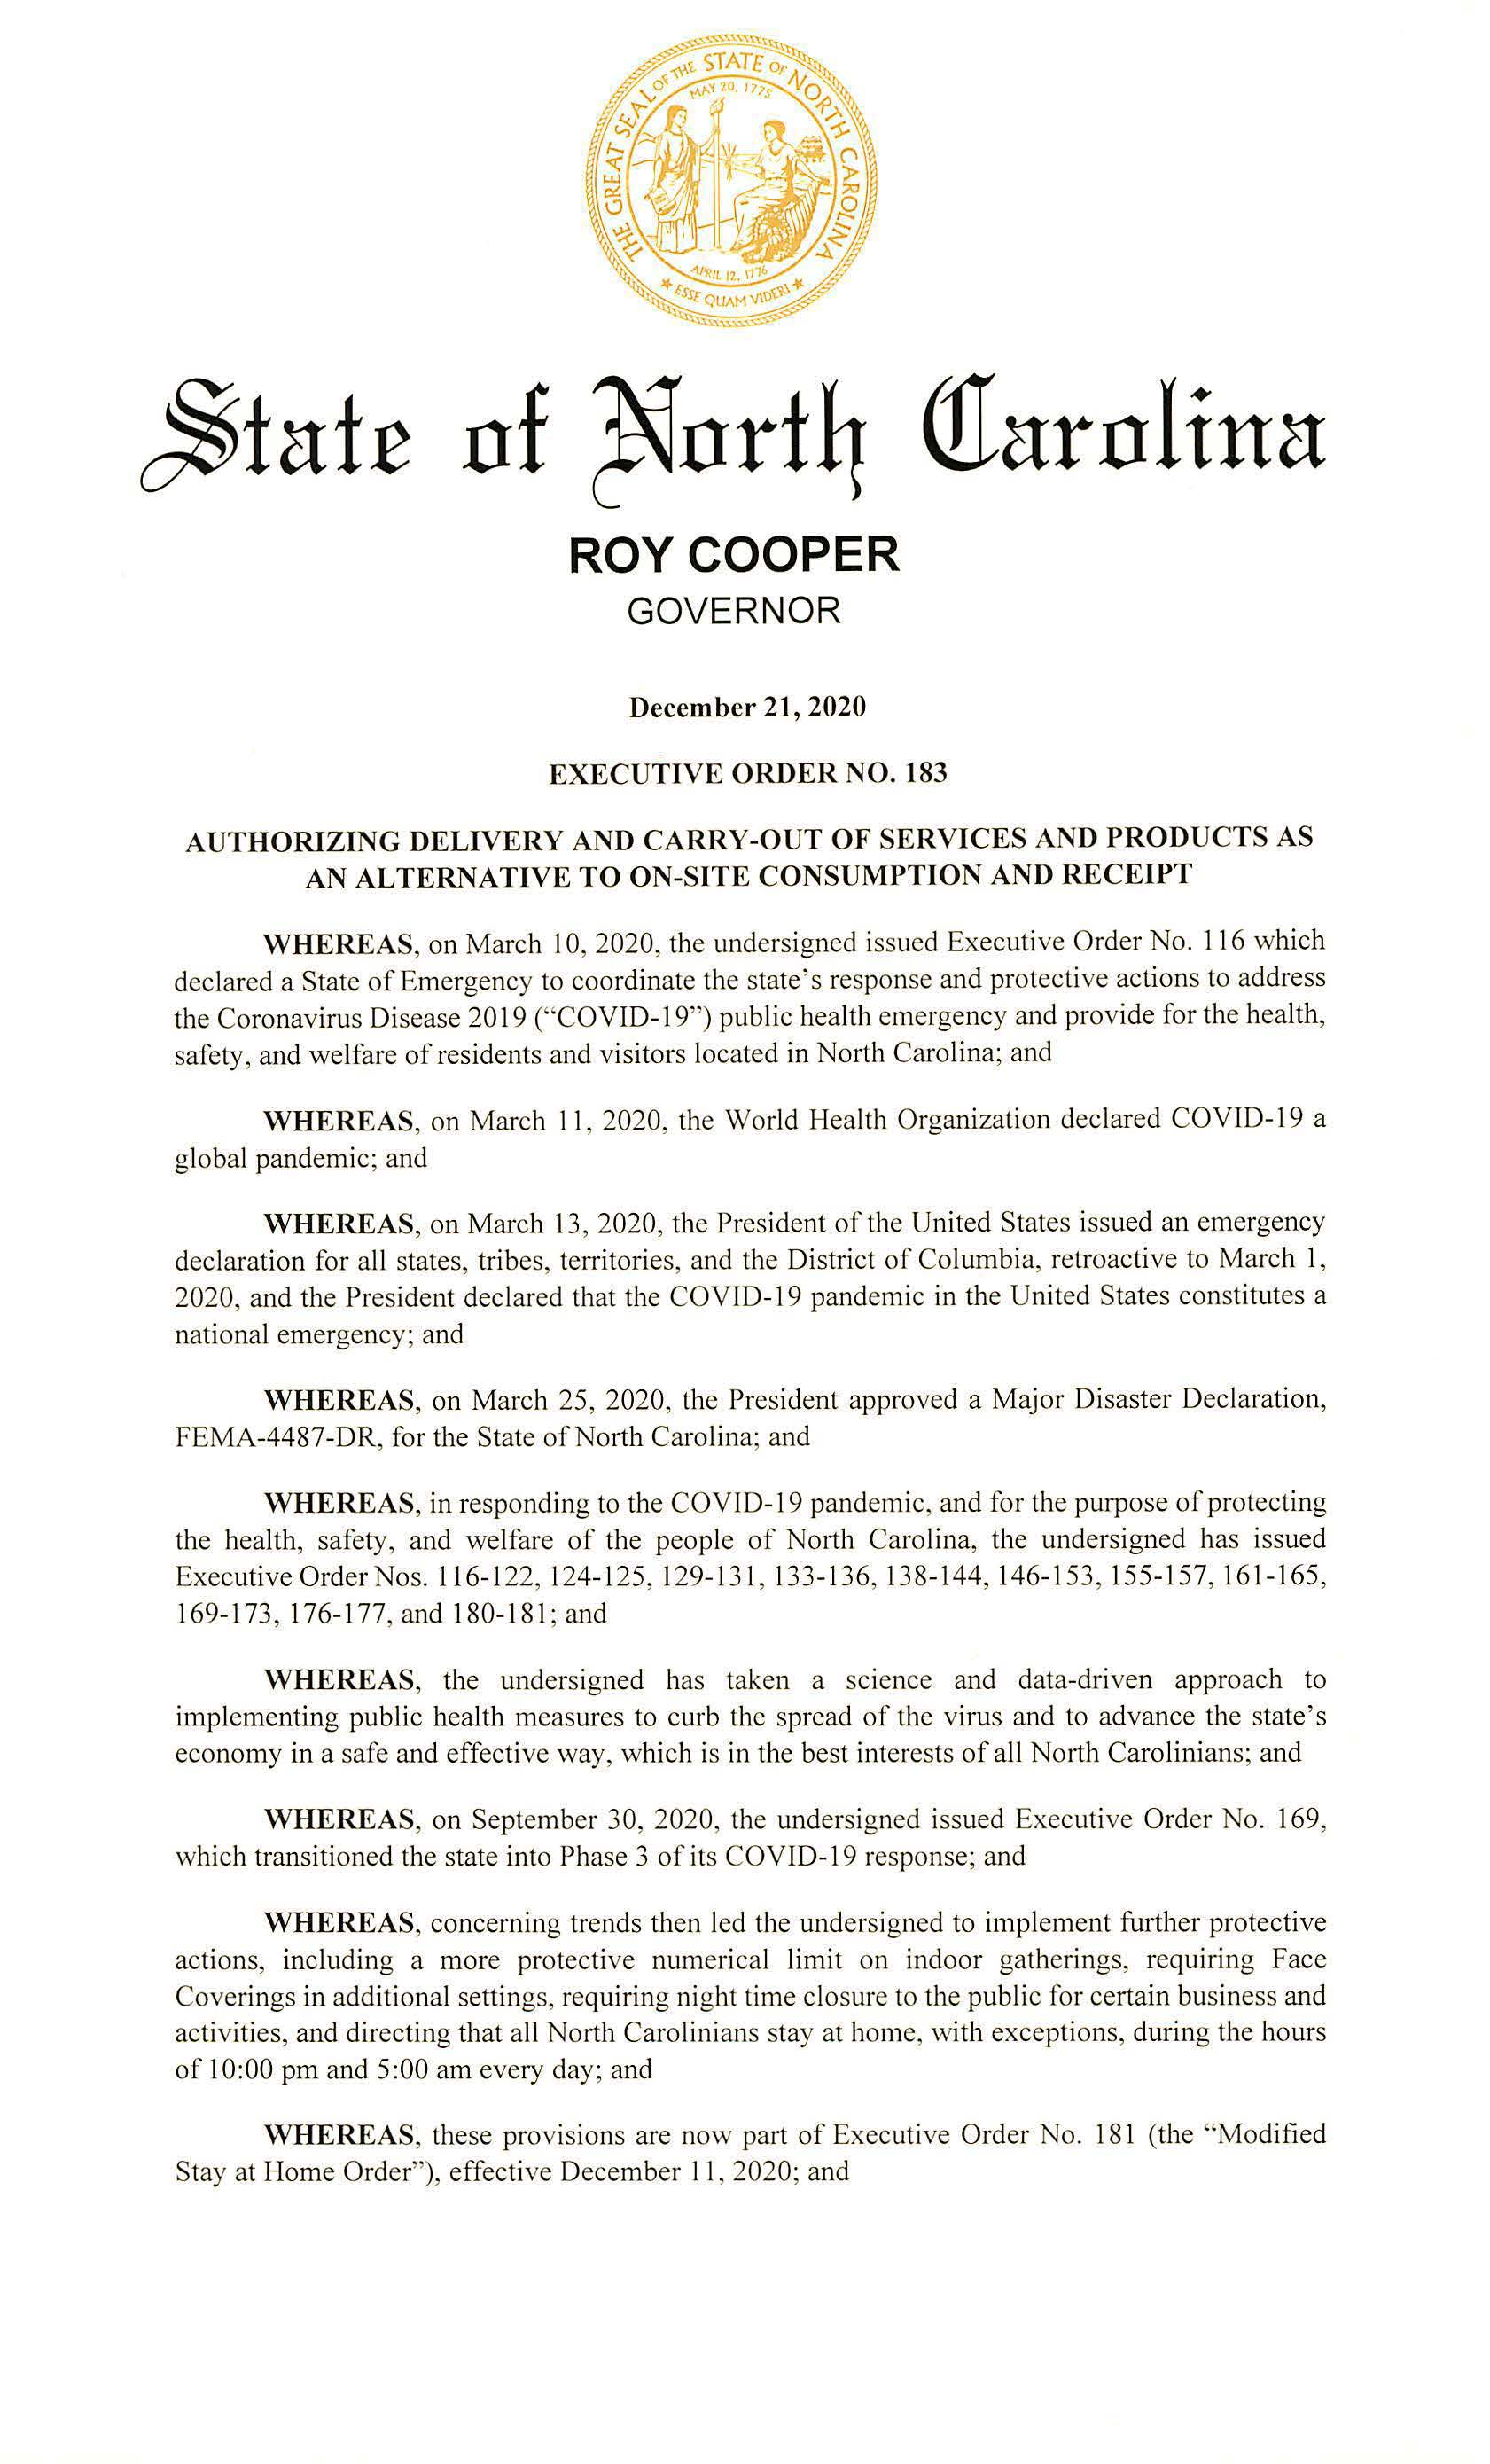 THE GREAT SEAL OF THE STATE OF NORTH CAROLINA
MAY 20, 1775
APRIL 12, 1776
★ ESSE QUAM VIDERI ★
State of North Carolina
ROY COOPER
GOVERNOR
December 21, 2020
EXECUTIVE ORDER NO. 183
AUTHORIZING DELIVERY AND CARRY-OUT OF SERVICES AND PRODUCTS AS
AN ALTERNATIVE TO ON-SITE CONSUMPTION AND RECEIPT
WHEREAS, on March 10, 2020, the undersigned issued Executive Order No. 116 which
declared a State of Emergency to coordinate the state's response and protective actions to address
the Coronavirus Disease 2019 (“COVID-19”) public health emergency and provide for the health,
safety, and welfare of residents and visitors located in North Carolina; and
WHEREAS, on March 11, 2020, the World Health Organization declared COVID-19 a
global pandemic; and
WHEREAS, on March 13, 2020, the President of the United States issued an emergency
declaration for all states, tribes, territories, and the District of Columbia, retroactive to March 1,
2020, and the President declared that the COVID-19 pandemic in the United States constitutes a
national emergency; and
WHEREAS, on March 25, 2020, the President approved a Major Disaster Declaration,
FEMA-4487-DR, for the State of North Carolina; and
WHEREAS, in responding to the COVID-19 pandemic, and for the purpose of protecting
the health, safety, and welfare of the people of North Carolina, the undersigned has issued
Executive Order Nos. 116-122, 124-125, 129-131, 133-136, 138-144, 146-153, 155-157, 161-165,
169-173, 176-177, and 180-181; and
WHEREAS, the undersigned has taken a science and data-driven approach to
implementing public health measures to curb the spread of the virus and to advance the state's
economy in a safe and effective way, which is in the best interests of all North Carolinians; and
WHEREAS, on September 30, 2020, the undersigned issued Executive Order No. 169,
which transitioned the state into Phase 3 of its COVID-19 response; and
WHEREAS, concerning trends then led the undersigned to implement further protective
actions, including a more protective numerical limit on indoor gatherings, requiring Face
Coverings in additional settings, requiring night time closure to the public for certain business and
activities, and directing that all North Carolinians stay at home, with exceptions, during the hours
of 10:00 pm and 5:00 am every day; and
WHEREAS, these provisions are now part of Executive Order No. 181 (the “Modified
Stay at Home Order”), effective December 11, 2020; and